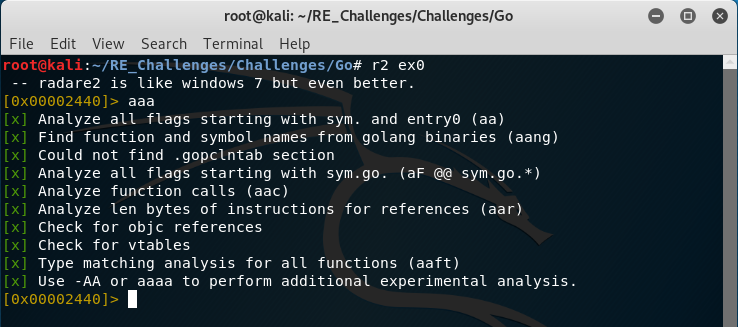 root@kali: ~/RE_Challenges/Challenges/Go
File Edit View Search Terminal Help
root@kali:~/RE_Challenges/Challenges/Go# r2 ex0
 -- radare2 is like windows 7 but even better.
[0x00002440]> aaa
[x] Analyze all flags starting with sym. and entry0 (aa)
[x] Find function and symbol names from golang binaries (aang)
[x] Could not find .gopclntab section
[x] Analyze all flags starting with sym.go. (aF @@ sym.go.*)
[x] Analyze function calls (aac)
[x] Analyze len bytes of instructions for references (aar)
[x] Check for objc references
[x] Check for vtables
[x] Type matching analysis for all functions (aaft)
[x] Use -AA or aaaa to perform additional experimental analysis.
[0x00002440]>